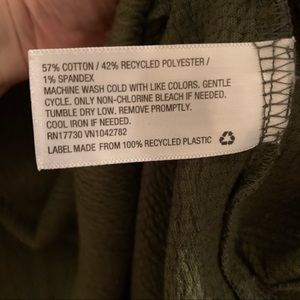 57% COTTON / 42% RECYCLED POLYESTER /
1% SPANDEX
MACHINE WASH COLD WITH LIKE COLORS. GENTLE
CYCLE. ONLY NON-CHLORINE BLEACH IF NEEDED.
TUMBLE DRY LOW. REMOVE PROMPTLY.
COOL IRON IF NEEDED.
RN17730 VN1042782
LABEL MADE FROM 100% RECYCLED PLASTIC